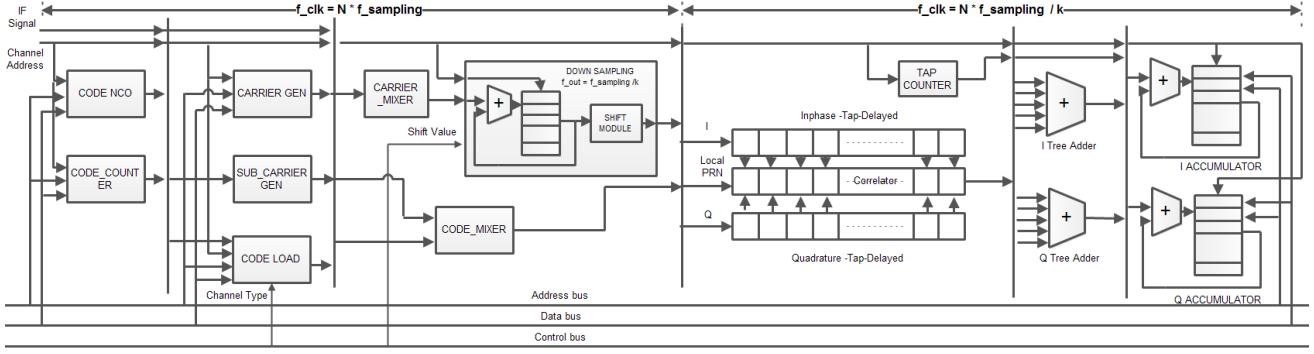 IF
Signal
f_clk = N * f_sampling
f_clk = N * f_sampling / k
Channel
Address
CODE NCO
CARRIER GEN
CARRIER
_MIXER
DOWN SAMPLING
f_out = f_sampling /k
+
SHIFT
MODULE
Shift Value
TAP
COUNTER
+
I Tree Adder
+
I ACCUMULATOR
Inphase -Tap-Delayed
I
Local
PRN
Correlator
Q
Quadrature -Tap-Delayed
CODE_COUNT
ER
SUB_CARRIER
GEN
CODE_MIXER
CODE LOAD
Channel Type
+
Q Tree Adder
+
Q ACCUMULATOR
Address bus
Data bus
Control bus